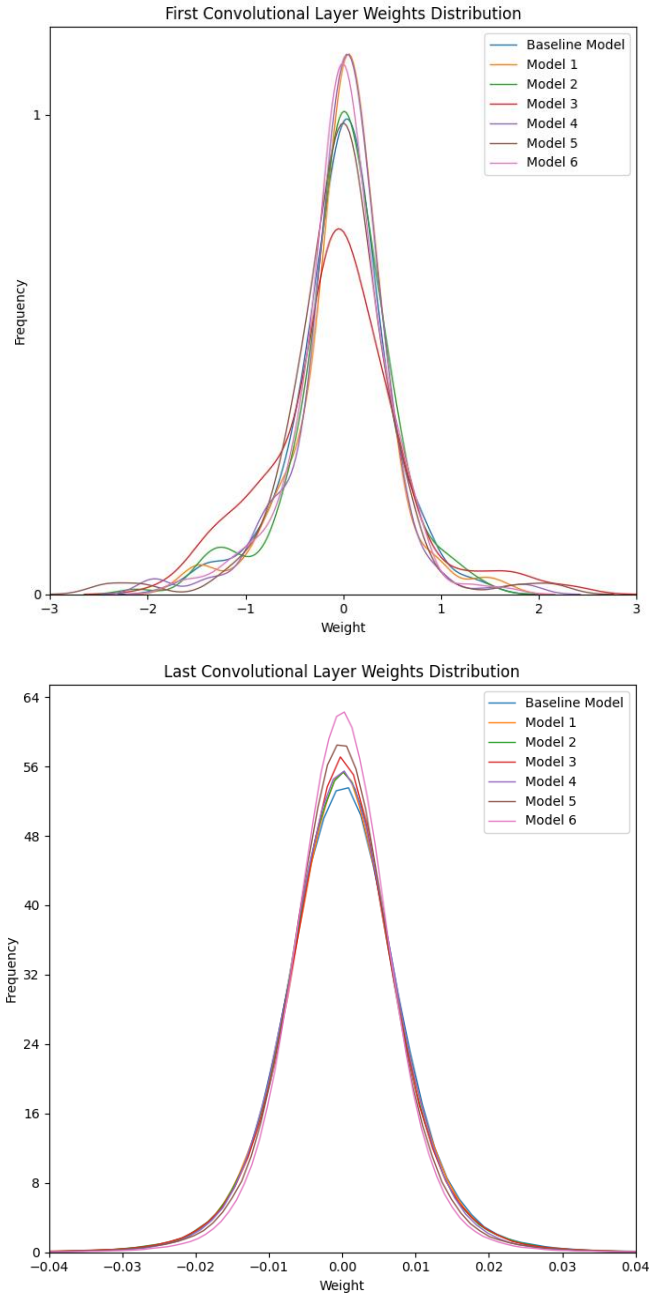 First Convolutional Layer Weights Distribution
Baseline Model
Model 1
Model 2
Model 3
Model 4
Model 5
Model 6
1
Frequency
0
−3 −2 −1 0 1 2 3
Weight
Last Convolutional Layer Weights Distribution
64
Baseline Model
Model 1
Model 2
Model 3
Model 4
Model 5
Model 6
56
48
40
Frequency
32
24
16
8
0
−0.04 −0.03 −0.02 −0.01 0.00 0.01 0.02 0.03 0.04
Weight